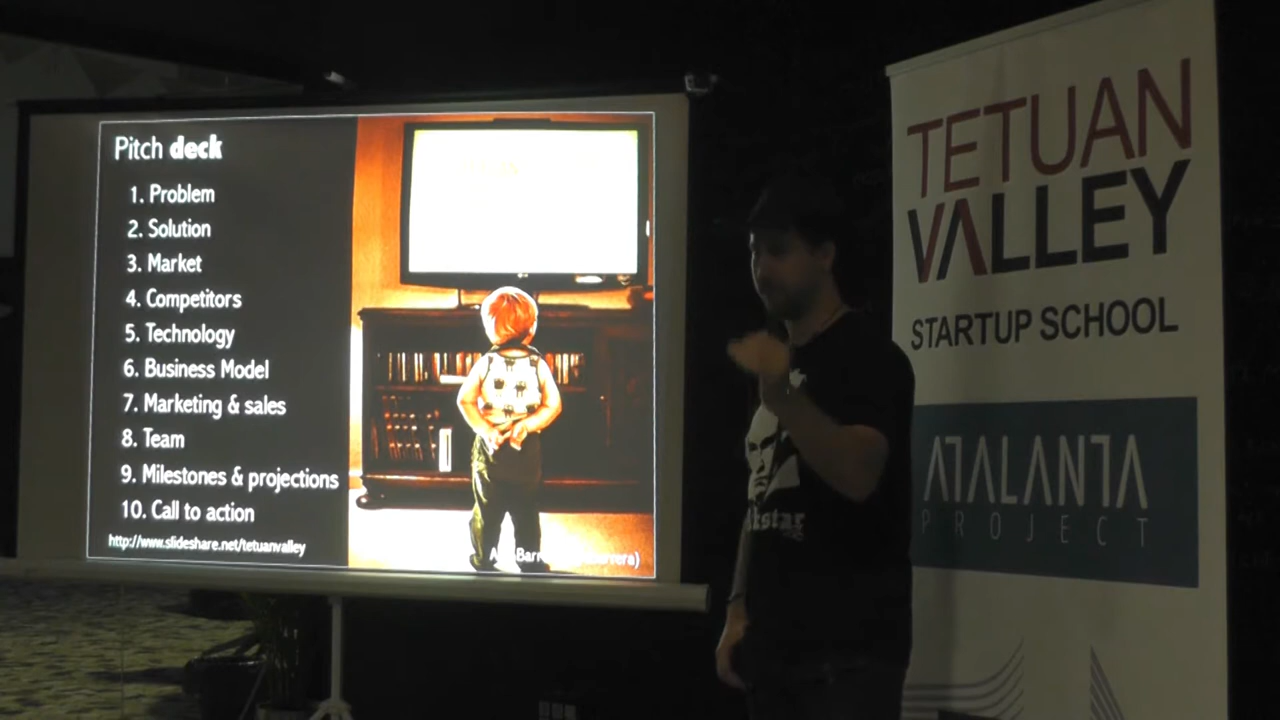 Pitch deck
1. Problem
2. Solution
3. Market
4. Competitors
5. Technology
6. Business Model
7. Marketing & sales
8. Team
9. Milestones & projections
10. Call to action
http://www.slideshare.net/tetuanvalley
TETUAN
VALLEY
STARTUP SCHOOL
ATALANTA
PROJECT